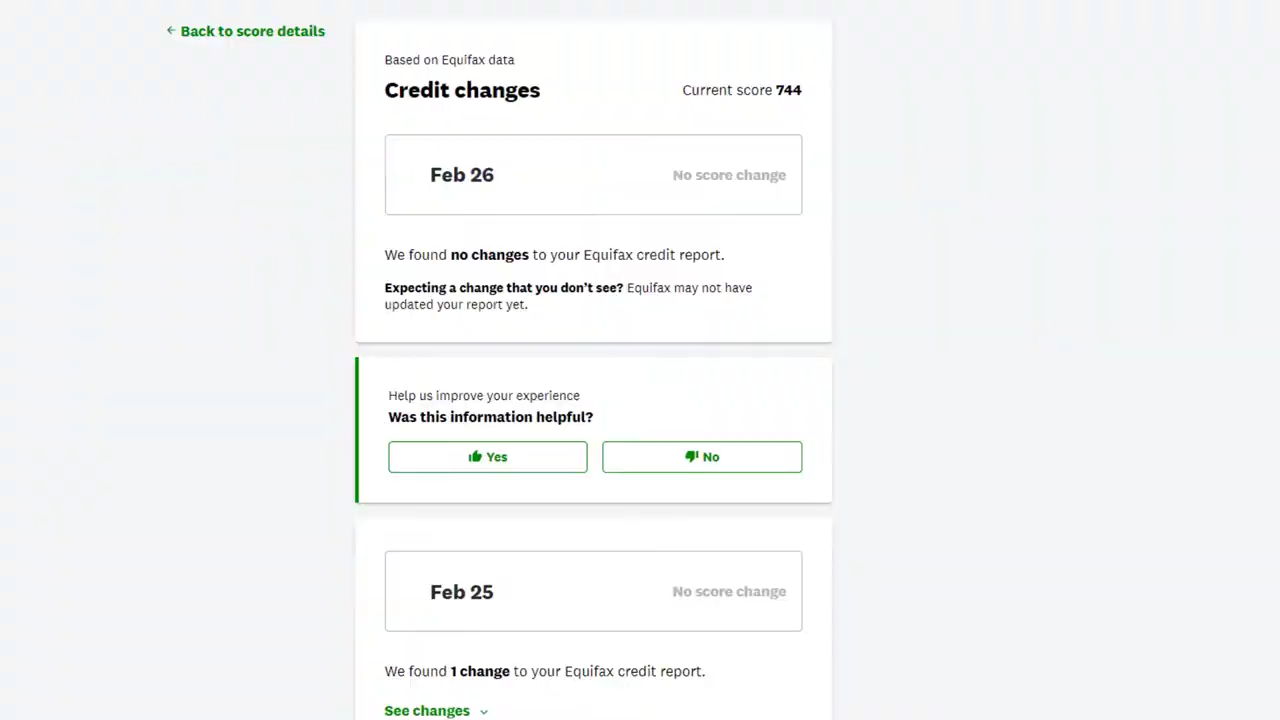 ← Back to score details
Based on Equifax data
Credit changes
Current score 744
Feb 26
No score change
We found no changes to your Equifax credit report.
Expecting a change that you don’t see? Equifax may not have
updated your report yet.
Help us improve your experience
Was this information helpful?
Yes
No
Feb 25
No score change
We found 1 change to your Equifax credit report.
See changes